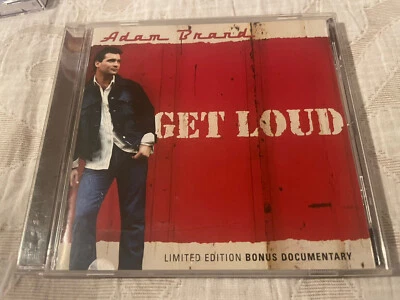 Adam Brand
GET LOUD
LIMITED EDITION BONUS DOCUMENTARY